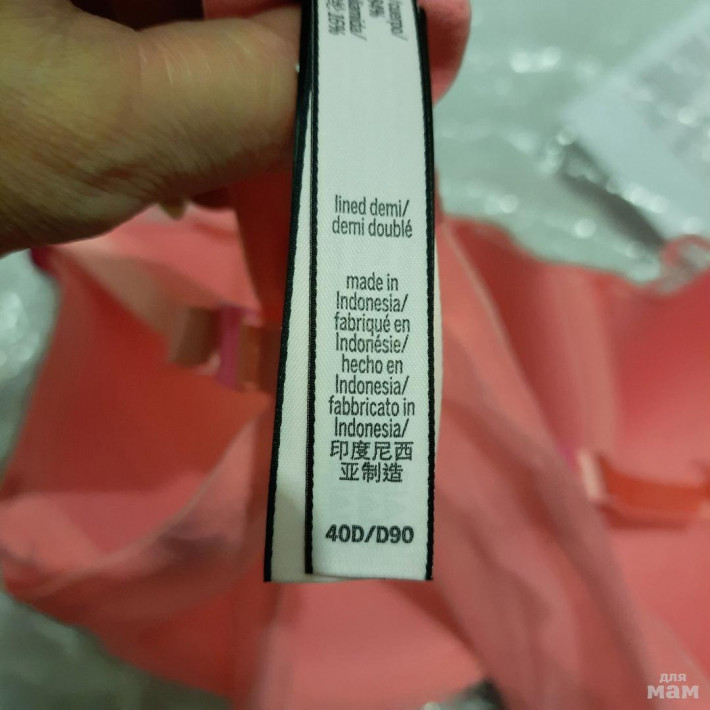 cuerpo/
lined demi/
demi doublé
made in
Indonesia/
fabriqué en
Indonésie/
hecho en
Indonesia/
fabbricato in
Indonesia/
印度尼西
亚制造
40D/D90
для
мам